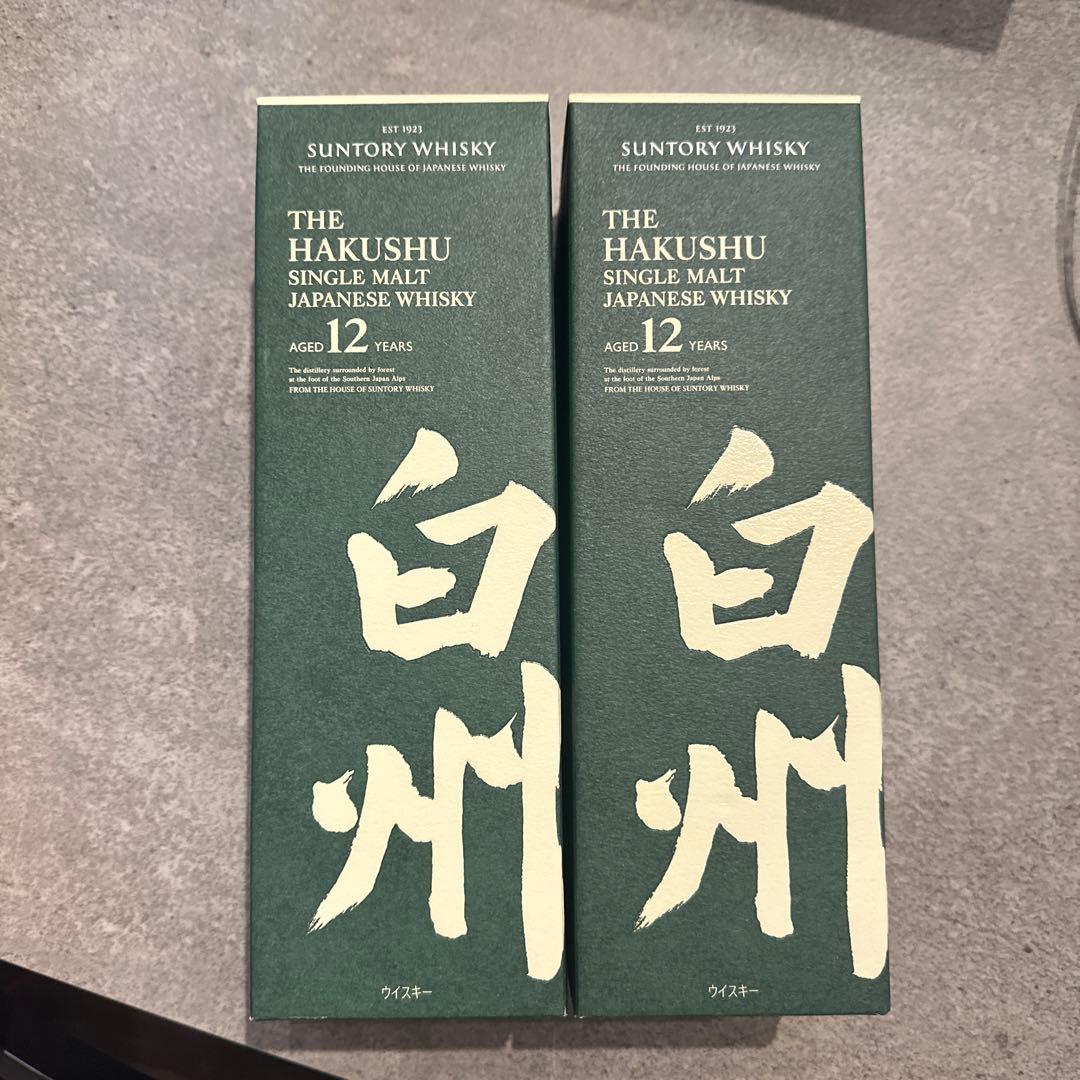 EST 1923
SUNTORY WHISKY
THE FOUNDING HOUSE OF JAPANESE WHISKY
THE
HAKUSHU
SINGLE MALT
JAPANESE WHISKY
AGED 12 YEARS
The distillery surrounded by forest
at the foot of the Southern Japan Alps
FROM THE HOUSE OF SUNTORY WHISKY
白
州
ウイスキー
EST 1923
SUNTORY WHISKY
THE FOUNDING HOUSE OF JAPANESE WHISKY
THE
HAKUSHU
SINGLE MALT
JAPANESE WHISKY
AGED 12 YEARS
The distillery surrounded by forest
at the foot of the Southern Japan Alps
FROM THE HOUSE OF SUNTORY WHISKY
白
州
ウイスキー